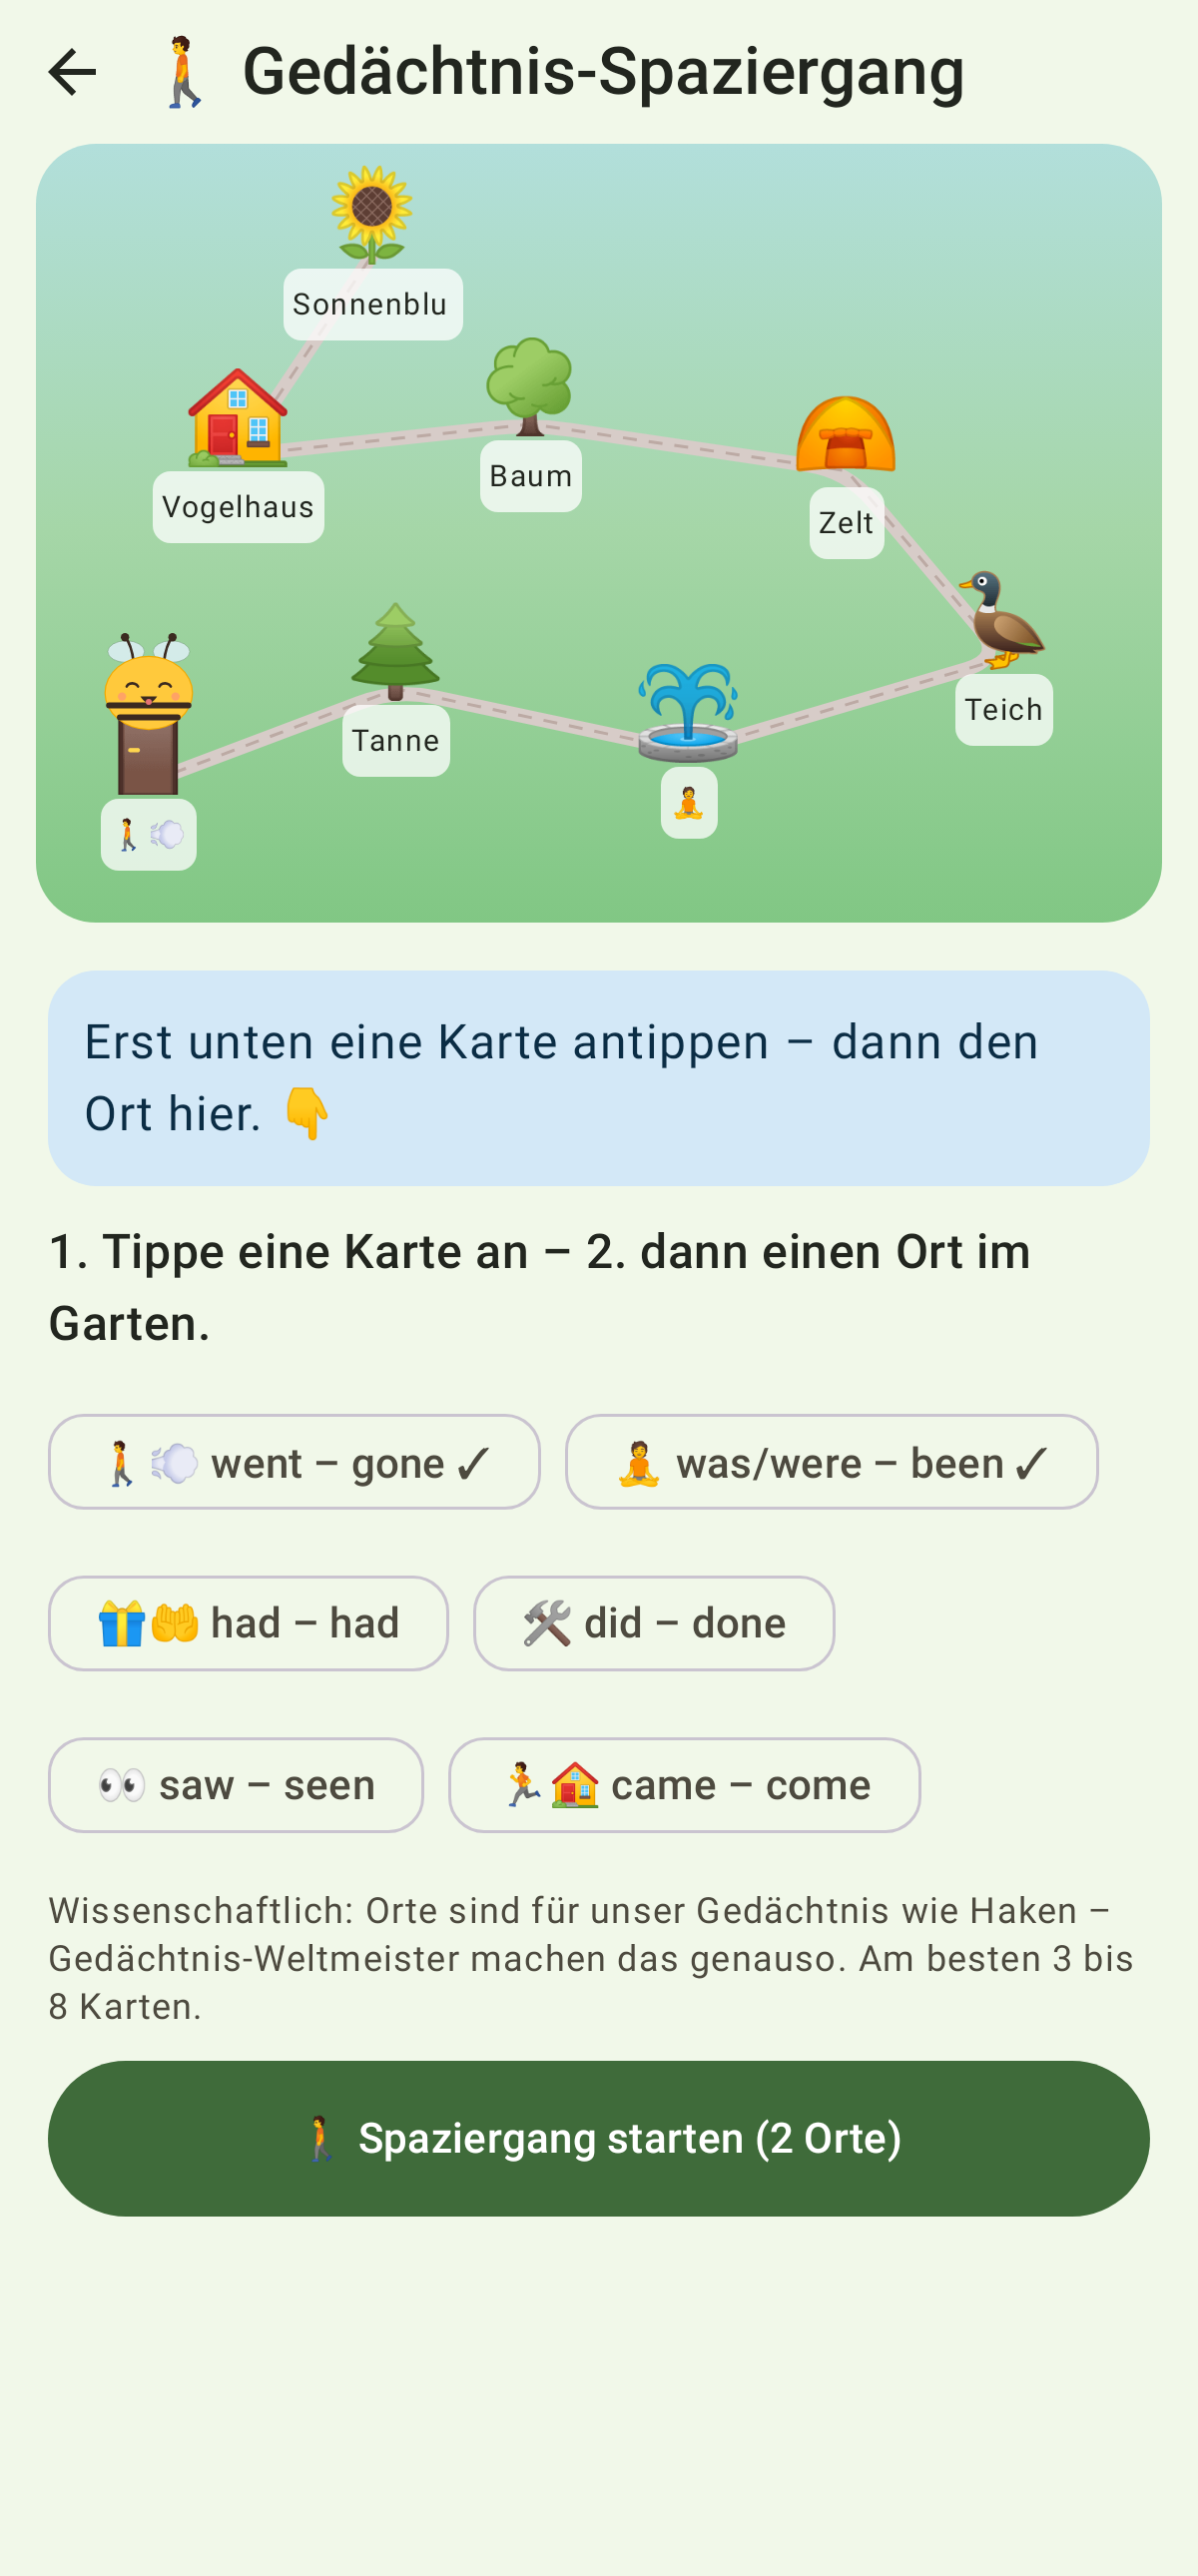 Gedächtnis-Spaziergang
Sonnenblu
Baum
Vogelhaus
Zelt
Teich
Tanne
Erst unten eine Karte antippen – dann den
Ort hier. 👇
1. Tippe eine Karte an – 2. dann einen Ort im
Garten.
went – gone ✓
was/were – been ✓
had – had
did – done
saw – seen
came – come
Wissenschaftlich: Orte sind für unser Gedächtnis wie Haken –
Gedächtnis-Weltmeister machen das genauso. Am besten 3 bis
8 Karten.
Spaziergang starten (2 Orte)